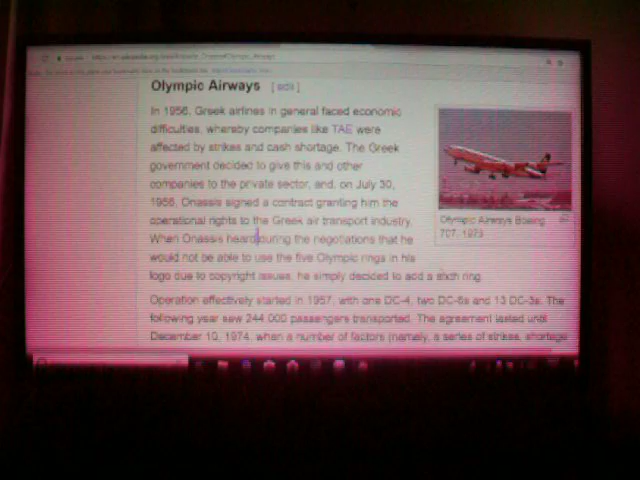 Olympic Airways [edit]
In 1956, Greek airlines in general faced economic
difficulties, whereby companies like TAE were
affected by strikes and cash shortage. The Greek
government decided to give this and other
companies to the private sector, and, on July 30,
1956, Onassis signed a contract granting him the
operational rights to the Greek air transport industry.
When Onassis heard during the negotiations that he
would not be able to use the five Olympic rings in his
logo due to copyright issues, he simply decided to add a sixth ring.
Olympic Airways Boeing
707, 1973
Operation effectively started in 1957, with one DC-4, two DC-6s and 13 DC-3s. The
following year saw 244,000 passengers transported. The agreement lasted until
December 10, 1974, when a number of factors (namely, a series of strikes, shortage